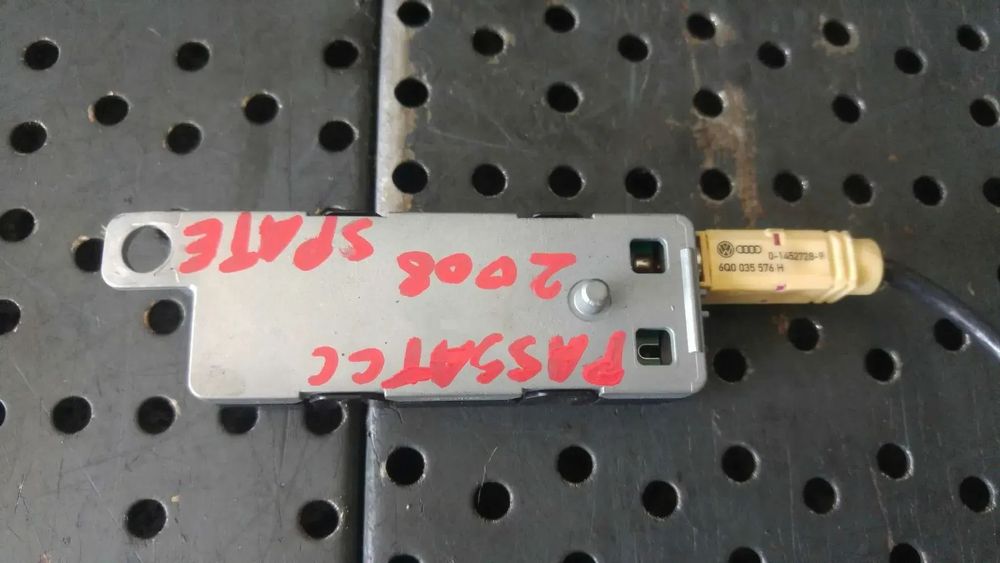 PASSAT CC
2008
SPATE
0-1452728-9
6Q0 035 576 H